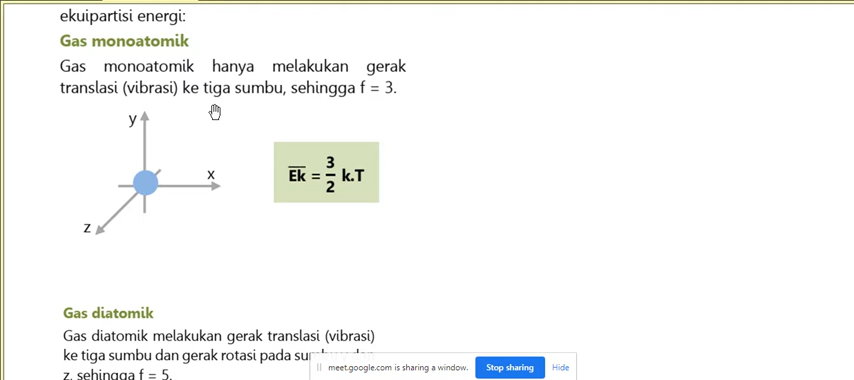 ekuipartisi energi:
Gas monoatomik
Gas monoatomik hanya melakukan gerak
translasi (vibrasi) ke tiga sumbu, sehingga f = 3.
y
x
z
Ek = 3/2 k.T
Gas diatomik
Gas diatomik melakukan gerak translasi (vibrasi)
ke tiga sumbu dan gerak rotasi pada
z, sehingga f = 5.
meet.google.com is sharing a window.
Stop sharing
Hide